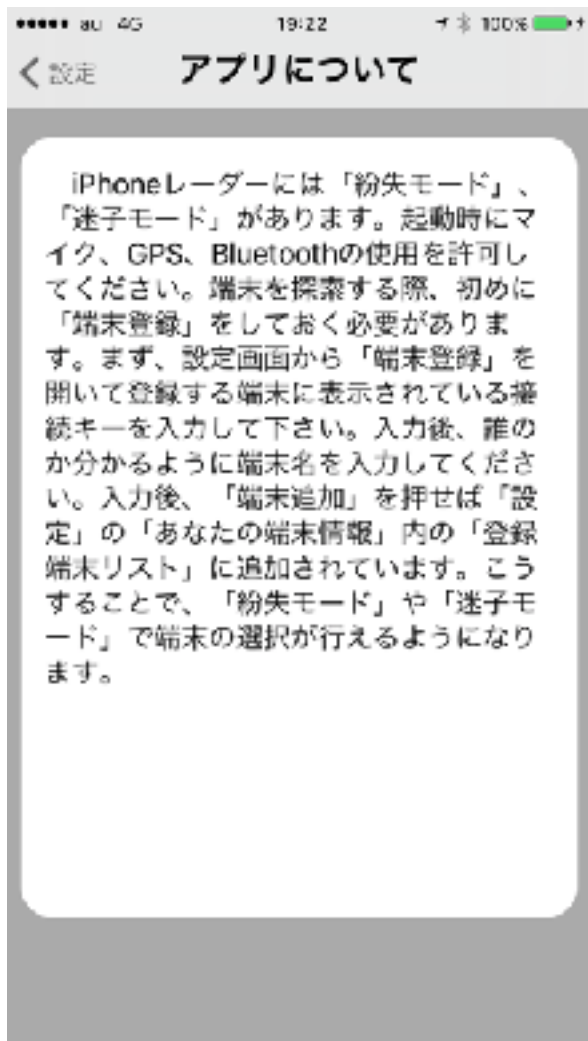 au 4G 19:22 100%
設定 アプリについて
iPhoneレーダーには「紛失モード」、
「迷子モード」があります。起動時にマ
イク、GPS、Bluetoothの使用を許可し
てください。端末を探索する際、初めに
「端末登録」をしておく必要がありま
す。まず、設定画面から「端末登録」を
開いて登録する端末に表示されている接
続キーを入力して下さい。入力後、誰の
か分かるように端末名を入力してくださ
い。入力後、「端末追加」を押せば「設
定」の「あなたの端末情報」内の「登録
端末リスト」に追加されています。こう
することで、「紛失モード」や「迷子モ
ード」で端末の選択が行えるようになり
ます。